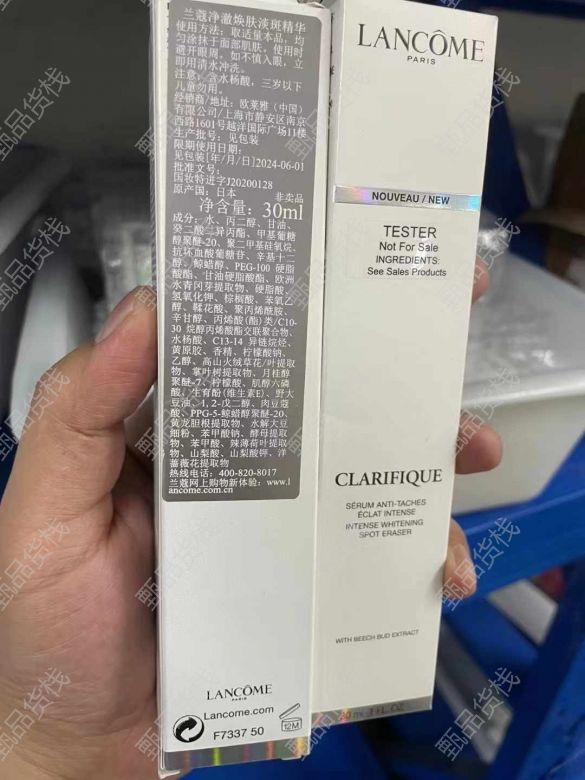 兰蔻净澈焕肤淡斑精华
使用方法：取适量本品，均
匀涂抹于面部肌肤，使用时
避开眼周。如不慎入眼，立
即用清水冲洗。
注意：含水杨酸，三岁以下
儿童勿用。
经销商/地址：欧莱雅（中国）
有限公司/上海市静安区南京
西路1601号越洋国际广场11楼
生产批号：见包装
限期使用日期：
见包装[年/月/日]2024-06-01
批准文号：
国妆特进字J20200128
原产国：日本
非卖品
净含量：30ml
成分：水、丙二醇、甘油、
癸二酸二异丙酯、甲基葡糖
醇聚醚-20、聚二甲基硅氧烷、
抗坏血酸葡糖苷、辛基十二
醇、鲸蜡醇、PEG-100 硬脂
酸酯、甘油硬脂酸酯、欧洲
水青冈芽提取物、硬脂酸、
氢氧化钾、棕榈酸、苯氧乙
醇、鞣花酸、聚丙烯酰胺、
辛甘醇、丙烯酸(酯)类/C10-
30 烷醇丙烯酸酯交联聚合物、
水杨酸、C13-14 异链烷烃、
黄原胶、香精、柠檬酸钠、
乙醇、高山火绒草花/叶提取
物、拿叶树提取物、月桂醇
聚醚-7、柠檬酸、肌醇六磷
酸、生育酚(维生素E)、野大
豆油、1,2-戊二醇、肉豆蔻
酸、PPG-5-鲸蜡醇聚醚-20、
黄龙胆根提取物、水解大豆
细粉、苯甲酸钠、酵母提取
物、苯甲酸、辣薄荷叶提取
物、山梨酸、山梨酸钾、洋
蔷薇花提取物
热线电话：400-820-8017
兰蔻网上购物新体验：www.l
ancome.com.cn
LANCÔME
PARIS
Lancome.com
F7337 50
12M
LANCÔME
PARIS
NOUVEAU / NEW
TESTER
Not For Sale
INGREDIENTS:
See Sales Products
CLARIFIQUE
SÉRUM ANTI-TACHES
ÉCLAT INTENSE
INTENSE WHITENING
SPOT ERASER
WITH BEECH BUD EXTRACT
甄品货栈